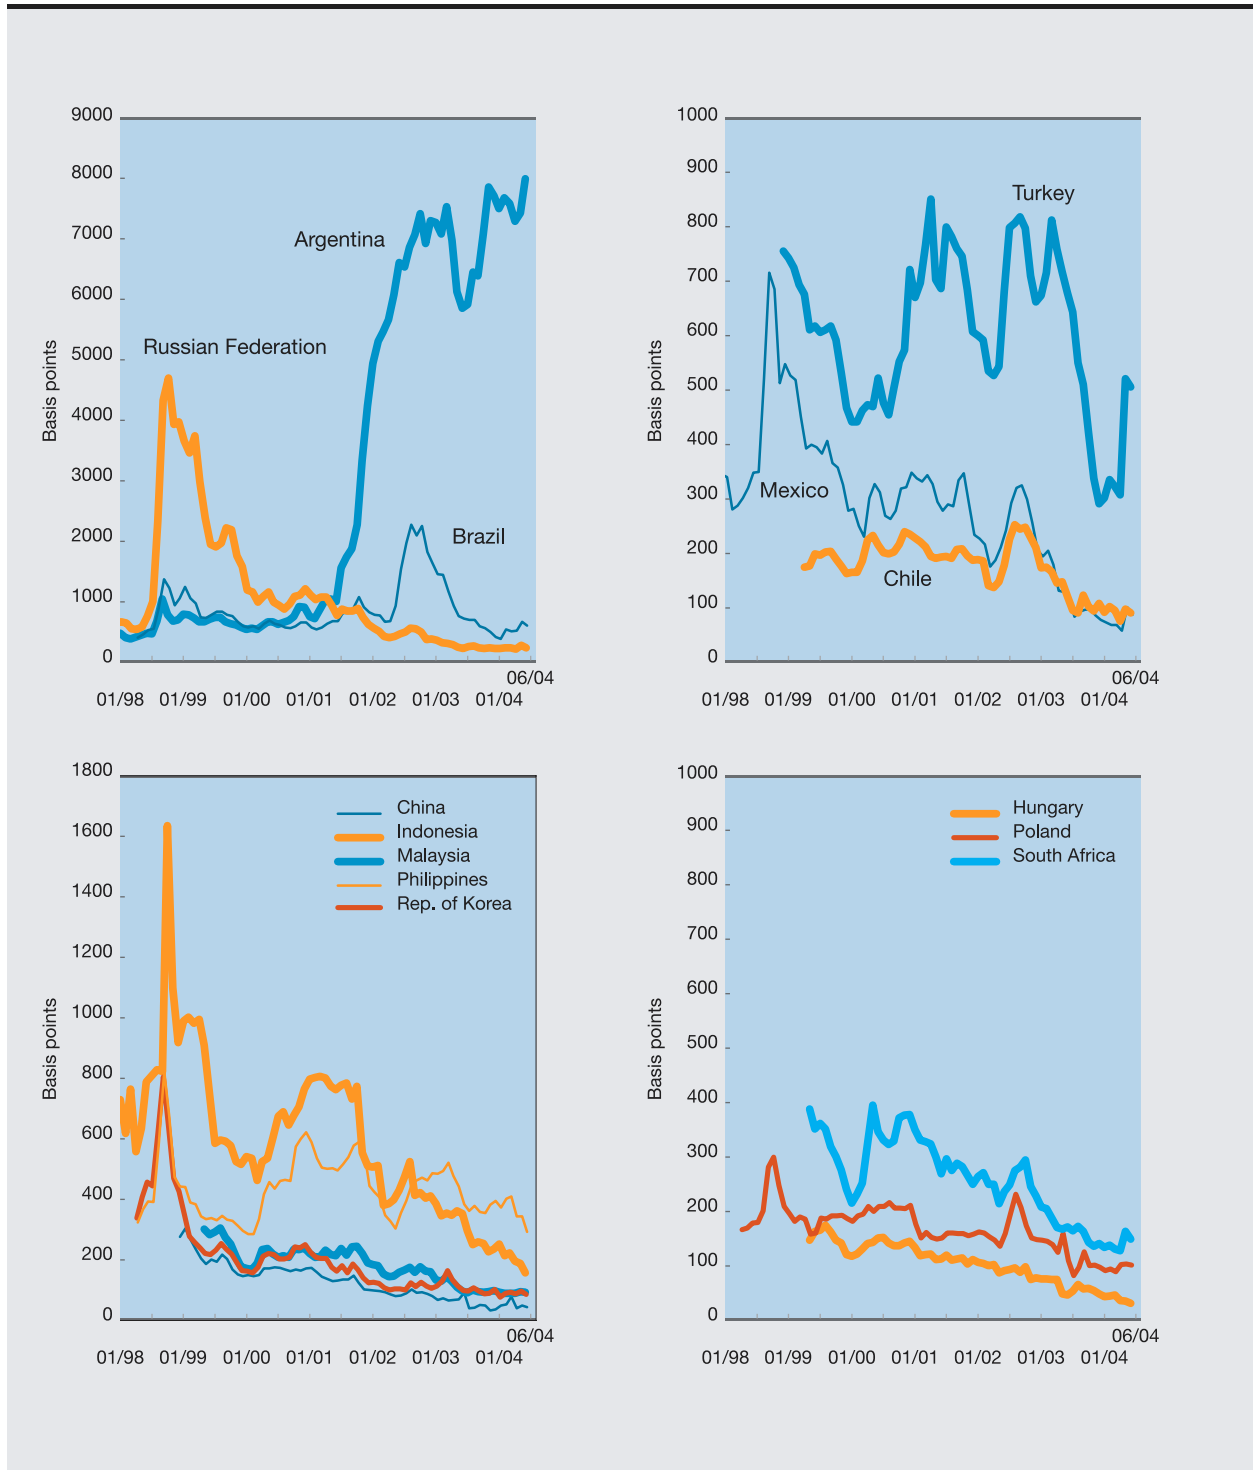 9000
8000
7000
6000
5000
4000
3000
2000
1000
0
Basis points
Argentina
Russian Federation
Brazil
06/04
01/98 01/99 01/00 01/01 01/02 01/03 01/04
1000
900
800
700
600
500
400
300
200
100
0
Basis points
Turkey
Mexico
Chile
06/04
01/98 01/99 01/00 01/01 01/02 01/03 01/04
1800
1600
1400
1200
1000
800
600
400
200
0
Basis points
China
Indonesia
Malaysia
Philippines
Rep. of Korea
06/04
01/98 01/99 01/00 01/01 01/02 01/03 01/04
1000
900
800
700
600
500
400
300
200
100
0
Basis points
Hungary
Poland
South Africa
06/04
01/98 01/99 01/00 01/01 01/02 01/03 01/04